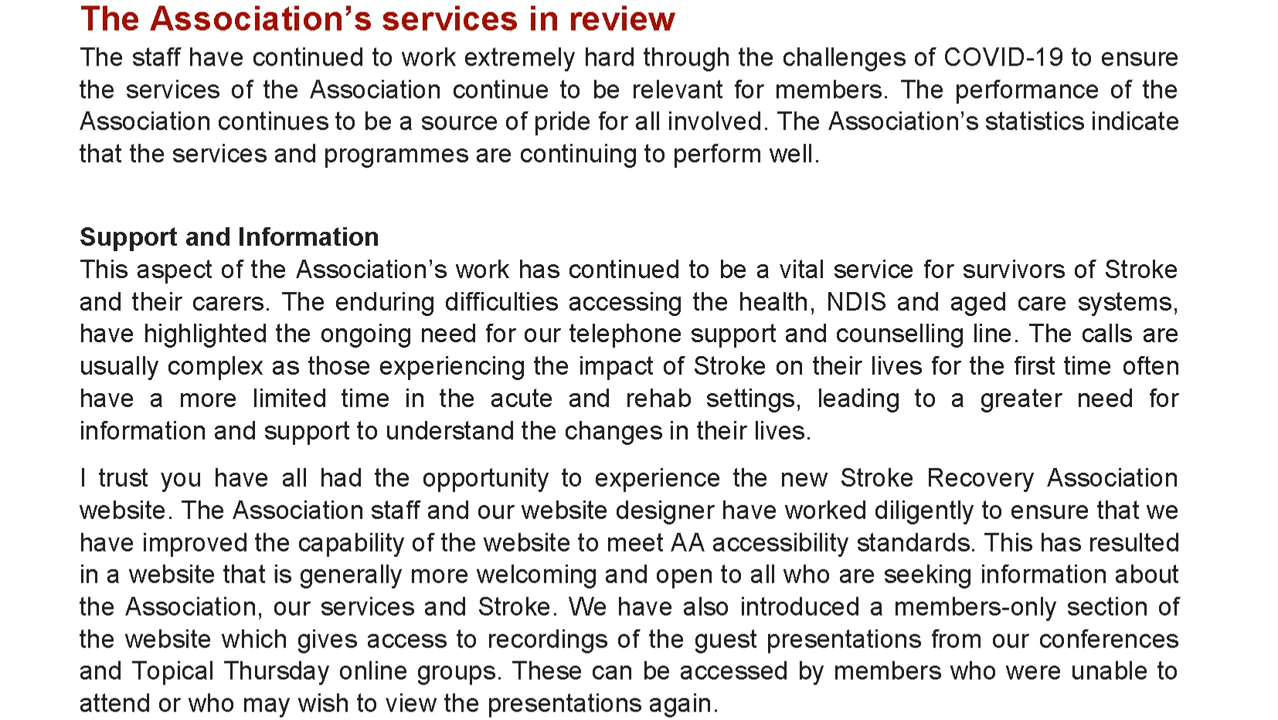 The Association’s services in review
The staff have continued to work extremely hard through the challenges of COVID-19 to ensure
the services of the Association continue to be relevant for members. The performance of the
Association continues to be a source of pride for all involved. The Association’s statistics indicate
that the services and programmes are continuing to perform well.
Support and Information
This aspect of the Association’s work has continued to be a vital service for survivors of Stroke
and their carers. The enduring difficulties accessing the health, NDIS and aged care systems,
have highlighted the ongoing need for our telephone support and counselling line. The calls are
usually complex as those experiencing the impact of Stroke on their lives for the first time often
have a more limited time in the acute and rehab settings, leading to a greater need for
information and support to understand the changes in their lives.
I trust you have all had the opportunity to experience the new Stroke Recovery Association
website. The Association staff and our website designer have worked diligently to ensure that we
have improved the capability of the website to meet AA accessibility standards. This has resulted
in a website that is generally more welcoming and open to all who are seeking information about
the Association, our services and Stroke. We have also introduced a members-only section of
the website which gives access to recordings of the guest presentations from our conferences
and Topical Thursday online groups. These can be accessed by members who were unable to
attend or who may wish to view the presentations again.